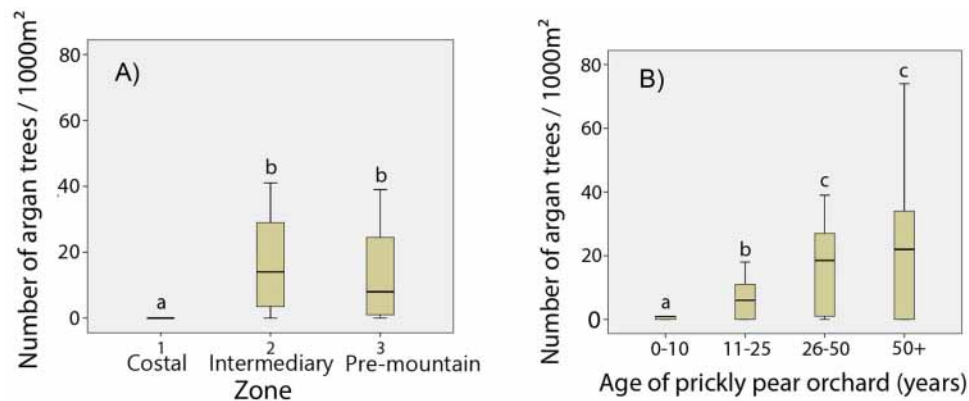 A)
Number of argan trees / 1000m²
80
60
40
20
0
a
b
b
1
2
3
Costal
Intermediary
Pre-mountain
Zone
B)
Number of argan trees / 1000m²
80
60
40
20
0
a
b
c
c
0-10
11-25
26-50
50+
Age of prickly pear orchard (years)